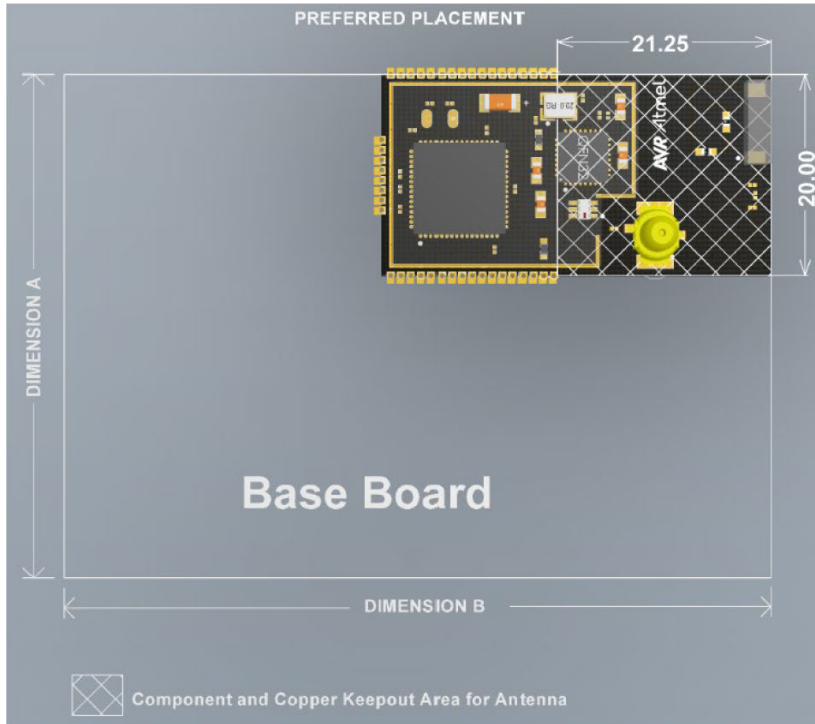 PREFERRED PLACEMENT
21.25
20.00
AVR Atmel
DIMENSION A
Base Board
DIMENSION B
Component and Copper Keepout Area for Antenna